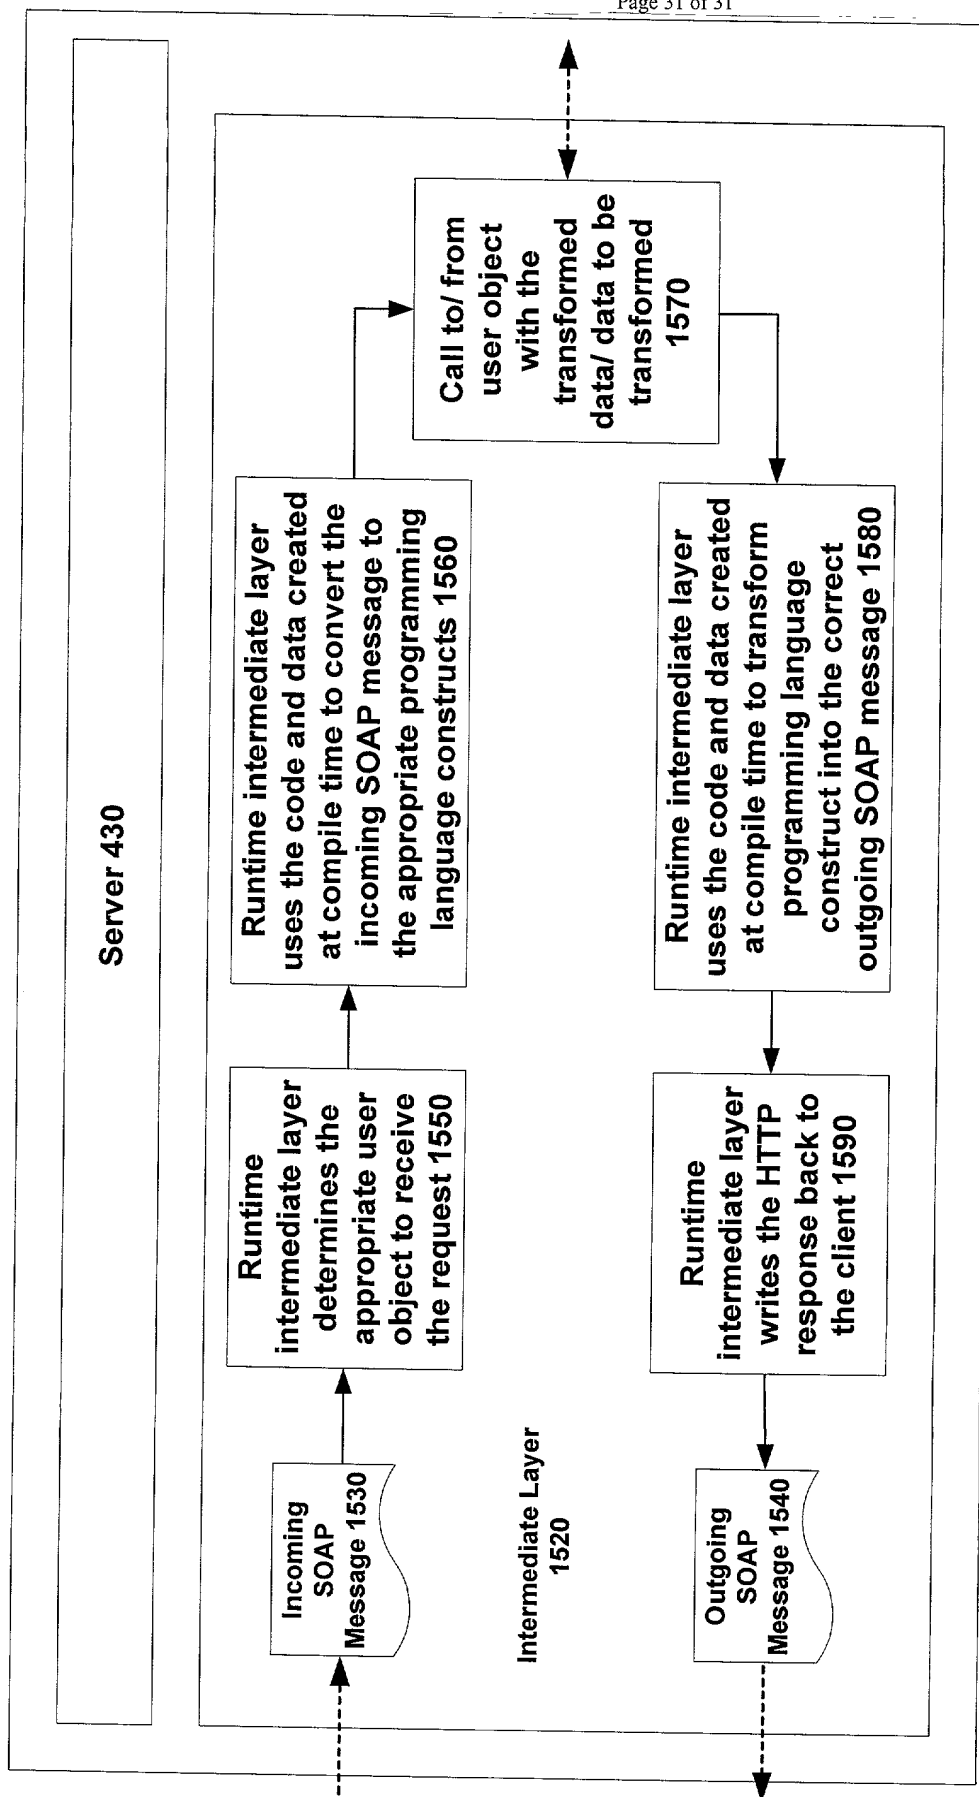 Page 31 of 31
Server 430
Incoming
SOAP
Message 1530
Runtime
intermediate layer
determines the
appropriate user
object to receive
the request 1550
Runtime intermediate layer
uses the code and data created
at compile time to convert the
incoming SOAP message to
the appropriate programming
language constructs 1560
Call to/ from
user object
with the
transformed
data/ data to be
transformed
1570
Intermediate Layer
1520
Outgoing
SOAP
Message 1540
Runtime
intermediate layer
writes the HTTP
response back to
the client 1590
Runtime intermediate layer
uses the code and data created
at compile time to transform
programming language
construct into the correct
outgoing SOAP message 1580